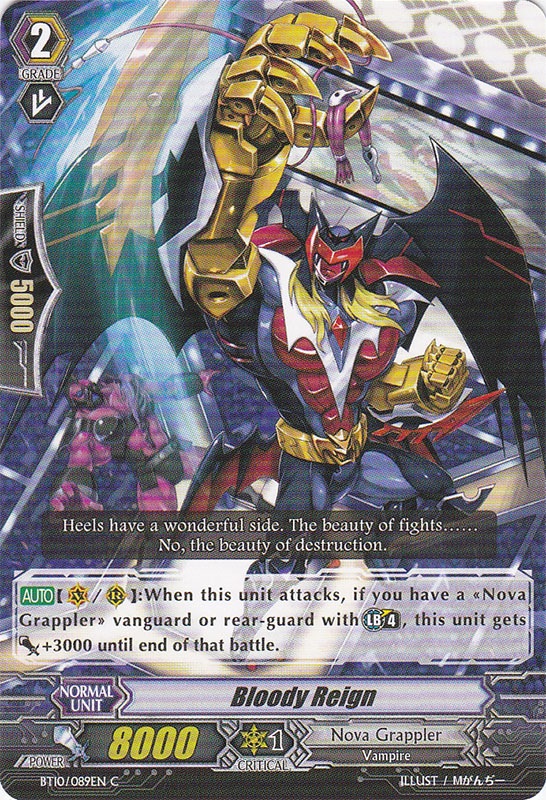 2
GRADE
SHIELD
5000
Heels have a wonderful side. The beauty of fights……
No, the beauty of destruction.
AUTO [V/R]:When this unit attacks, if you have a «Nova
Grappler» vanguard or rear-guard with LB4, this unit gets
+3000 until end of that battle.
NORMAL
UNIT
Bloody Reign
POWER
8000
1
CRITICAL
Nova Grappler
Vampire
BT10/089EN C
ILLUST / Mがんぢー